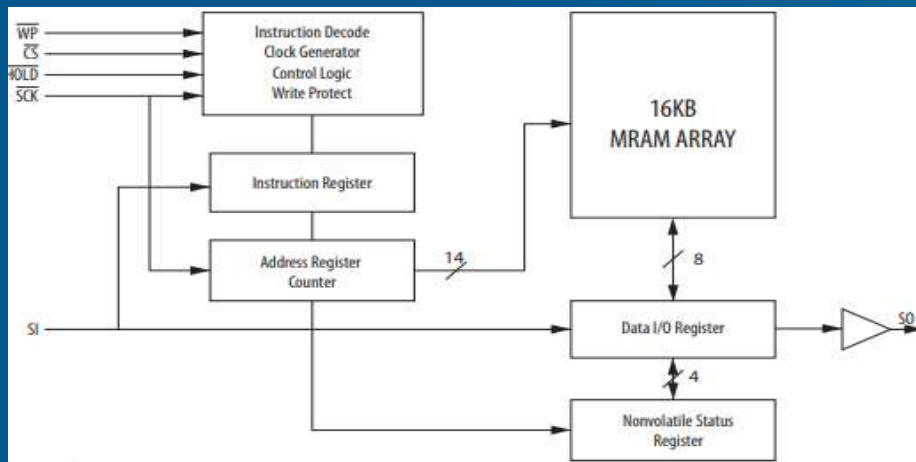 WP
CS
HOLD
SCK
Instruction Decode
Clock Generator
Control Logic
Write Protect
16KB
MRAM ARRAY
Instruction Register
Address Register
Counter
14
8
SI
Data I/O Register
SO
4
Nonvolatile Status
Register